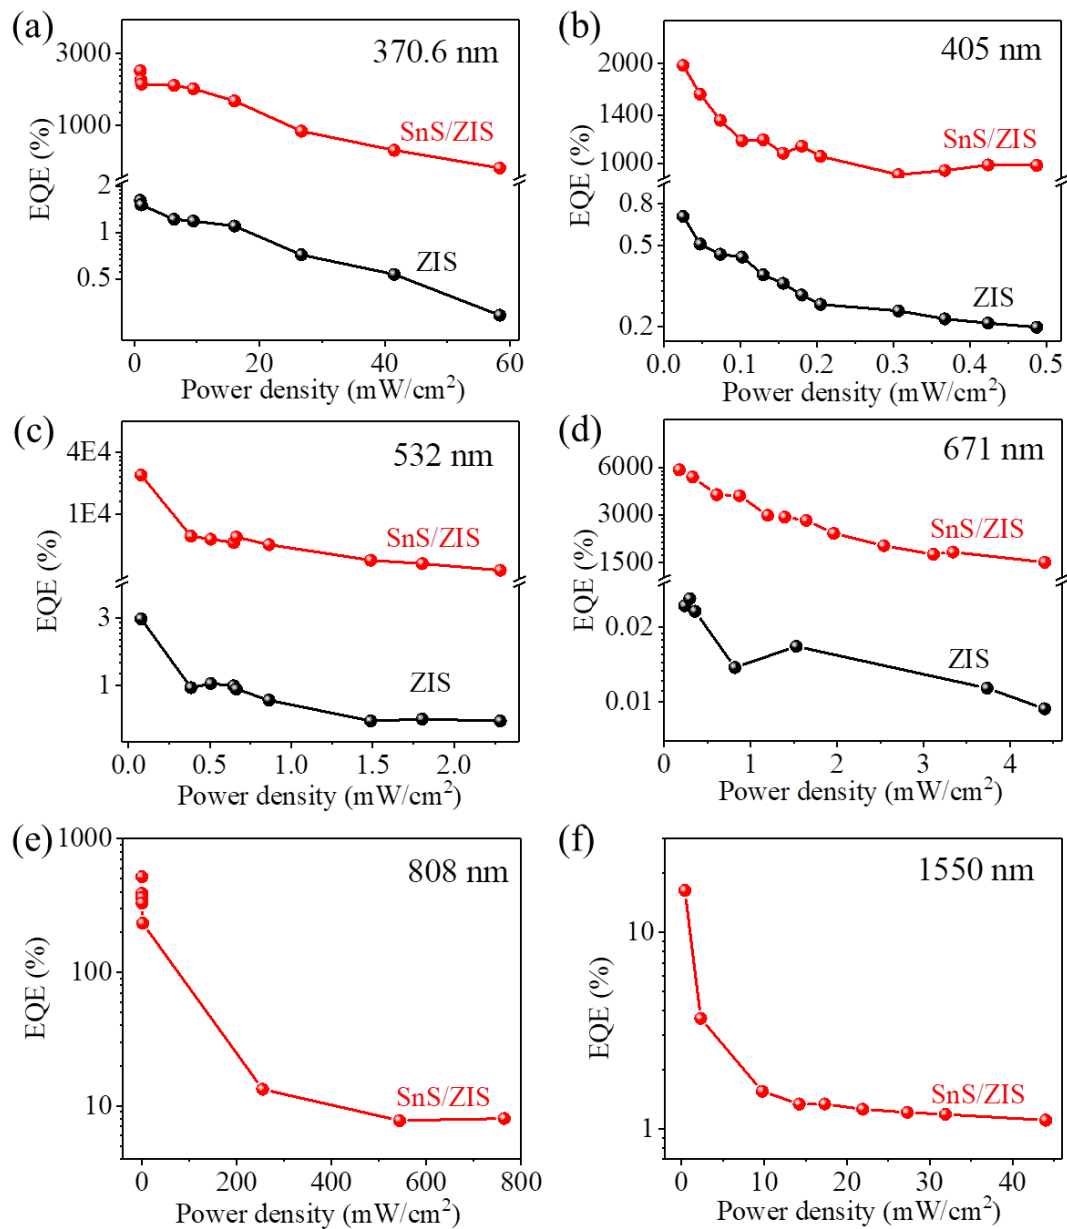 (a)
370.6 nm
3000
1000
SnS/ZIS
2
1
0.5
ZIS
EQE (%)
0 20 40 60
Power density (mW/cm²)
(b)
405 nm
2000
1400
1000
SnS/ZIS
0.8
0.5
0.2
ZIS
EQE (%)
0.0 0.1 0.2 0.3 0.4 0.5
Power density (mW/cm²)
(c)
532 nm
4E4
1E4
SnS/ZIS
3
1
ZIS
EQE (%)
0.0 0.5 1.0 1.5 2.0
Power density (mW/cm²)
(d)
671 nm
6000
3000
1500
SnS/ZIS
0.02
0.01
ZIS
EQE (%)
0 1 2 3 4
Power density (mW/cm²)
(e)
808 nm
1000
100
10
SnS/ZIS
EQE (%)
0 200 400 600 800
Power density (mW/cm²)
(f)
1550 nm
10
1
SnS/ZIS
EQE (%)
0 10 20 30 40
Power density (mW/cm²)